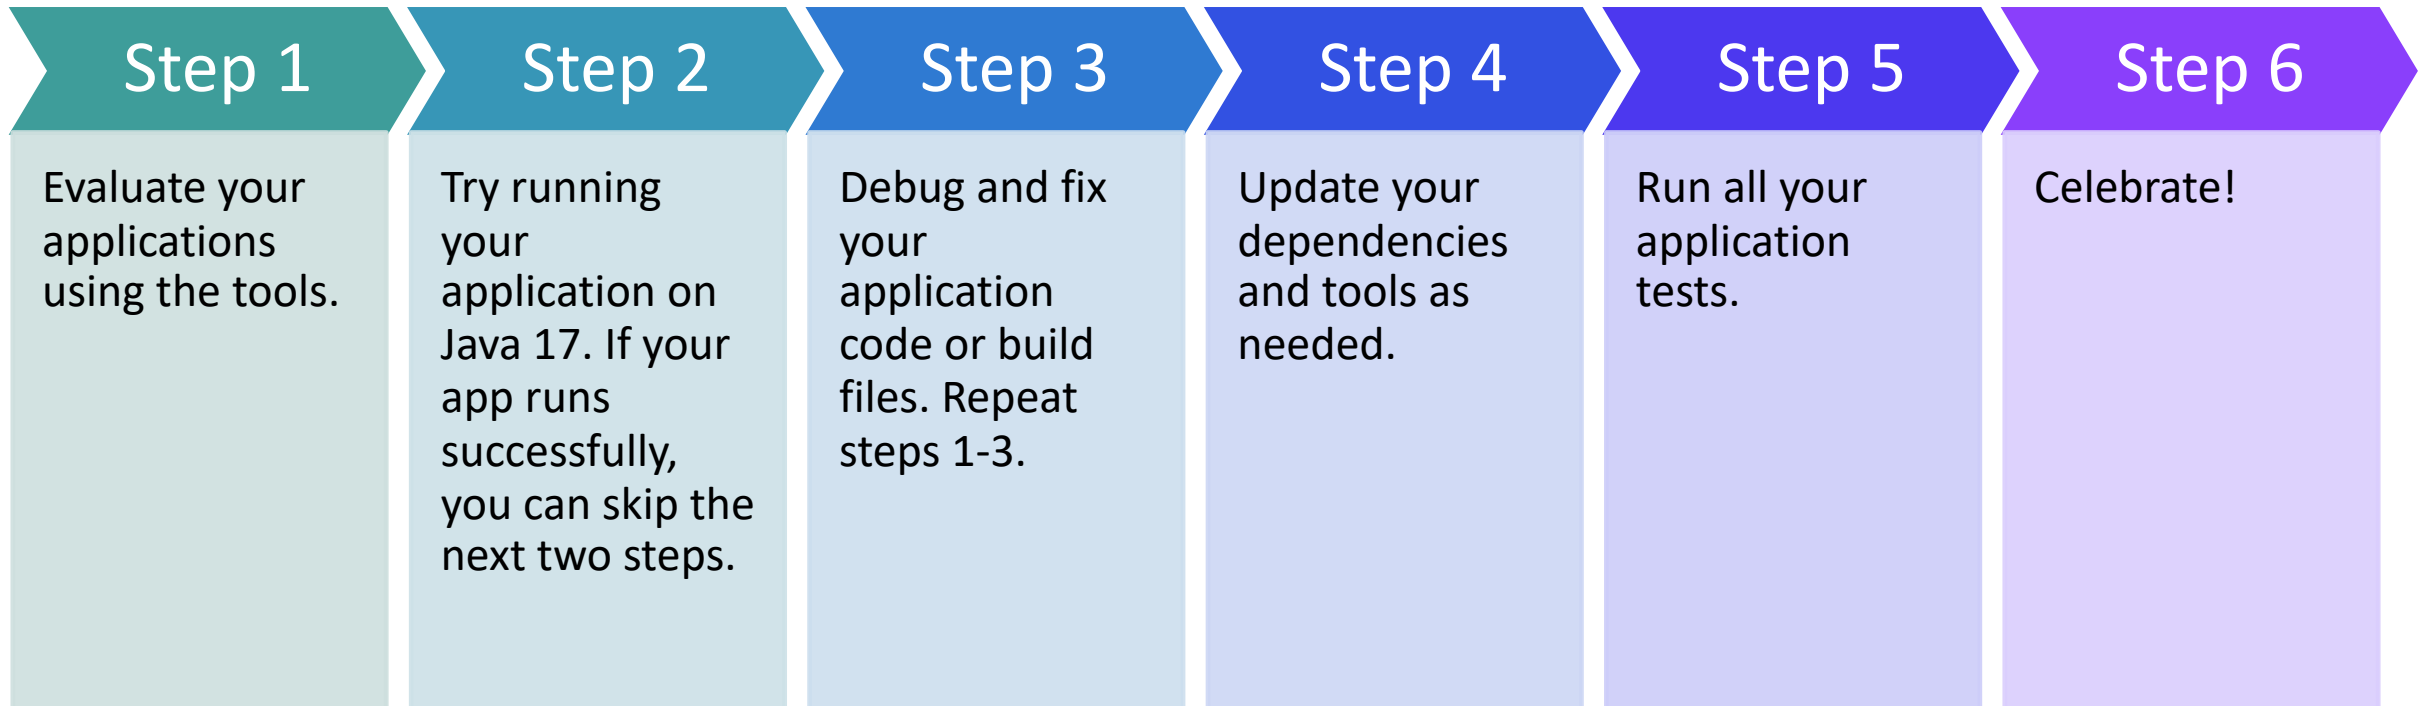 Step 1
Evaluate your
applications
using the tools.
Step 2
Try running
your
application on
Java 17. If your
app runs
successfully,
you can skip the
next two steps.
Step 3
Debug and fix
your
application
code or build
files. Repeat
steps 1-3.
Step 4
Update your
dependencies
and tools as
needed.
Step 5
Run all your
application
tests.
Step 6
Celebrate!